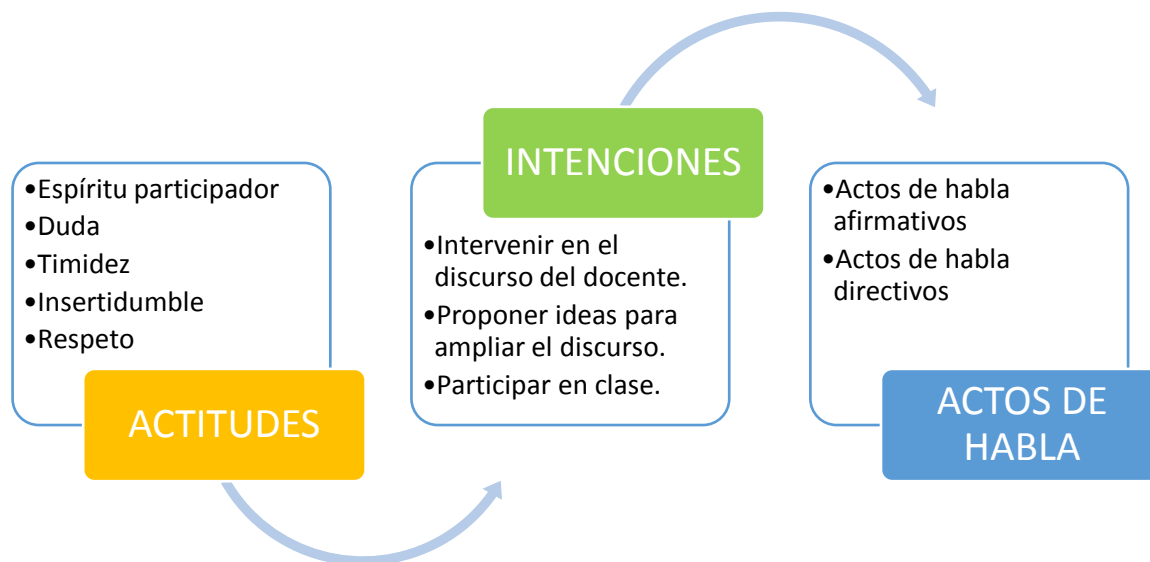 •Espíritu participador
•Duda
•Timidez
•Insertidumble
•Respeto
ACTITUDES
INTENCIONES
•Intervenir en el
discurso del docente.
•Proponer ideas para
ampliar el discurso.
•Participar en clase.
•Actos de habla
afirmativos
•Actos de habla
directivos
ACTOS DE
HABLA